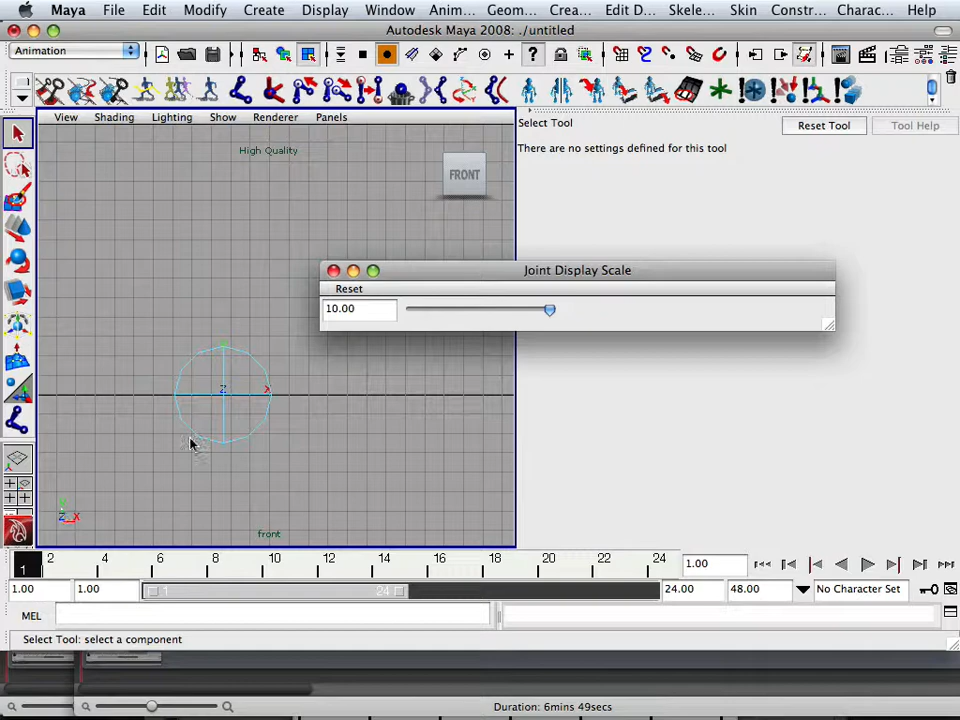 Maya File Edit Modify Create Display Window Anim... Geom... Crea... Def... Skele... Skin Constr... Charac... Help
Autodesk Maya 2008: ./untitled
Animation
View Shading Lighting Show Renderer Panels
Select Tool
Reset Tool
Tool Help
There are no settings defined for this tool
High Quality
FRONT
Joint Display Scale
Reset
10.00
Z X
Z X
front
2 4 6 8 10 12 14 16 18 20 22 24
1
1.00
1.00
1.00
1
24
24.00
48.00
No Character Set
MEL
Select Tool: select a component
Duration: 6mins 49secs